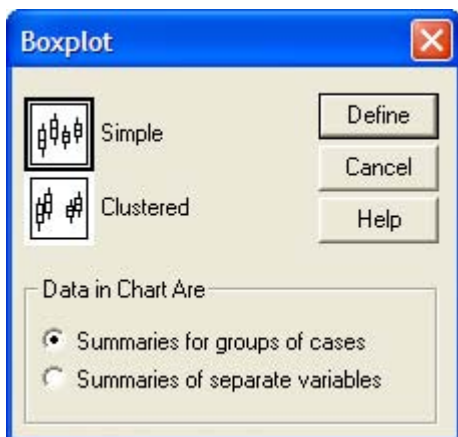 Boxplot
Simple
Define
Cancel
Clustered
Help
Data in Chart Are
Summaries for groups of cases
Summaries of separate variables